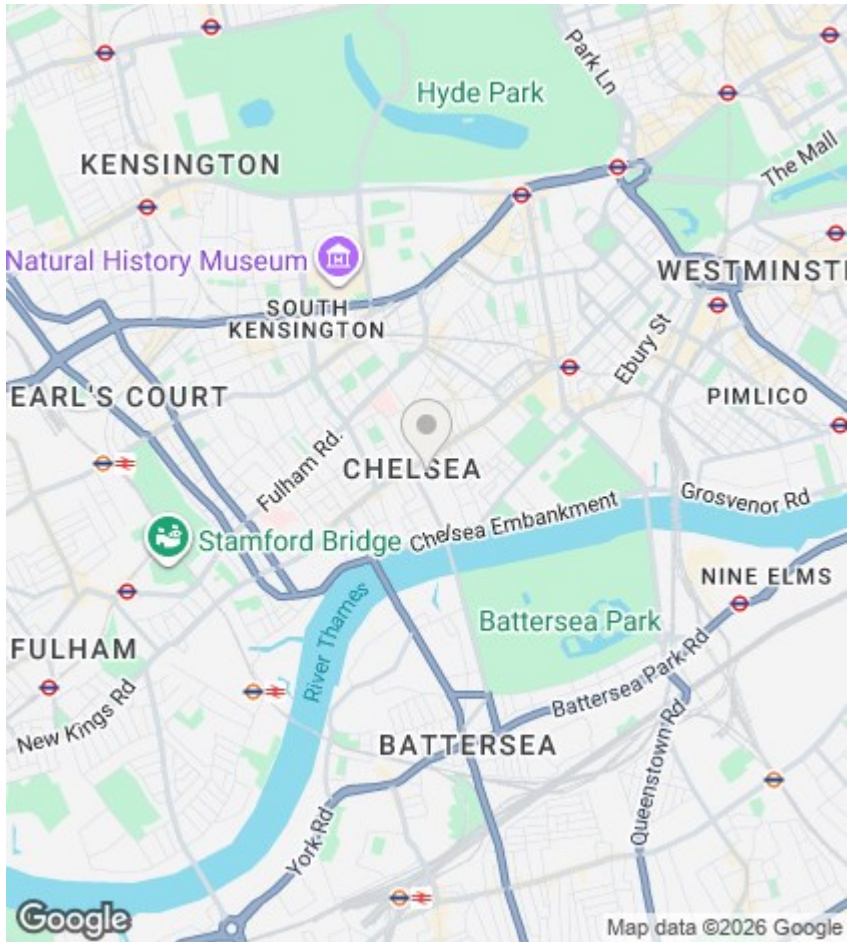 Park Ln
Hyde Park
KENSINGTON
The Mall
Natural History Museum
WESTMINSTE
SOUTH
KENSINGTON
Ebury St
EARL'S COURT
PIMLICO
Fulham Rd.
CHELSEA
Grosvenor Rd
Chelsea Embankment
Stamford Bridge
NINE ELMS
River Thames
Battersea Park
FULHAM
Battersea Park Rd
New Kings Rd
BATTERSEA
Queenstown Rd
York Rd
Google
Map data ©2026 Google